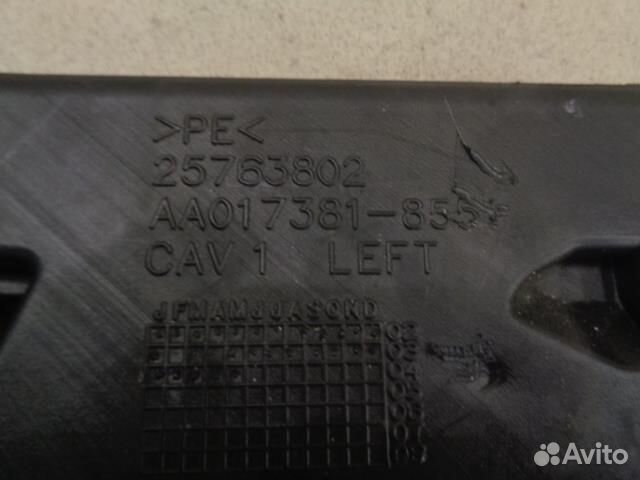 >PE<
25763802
AA017381-855
CAV 1 LEFT
JFMAMJJASOND
Avito